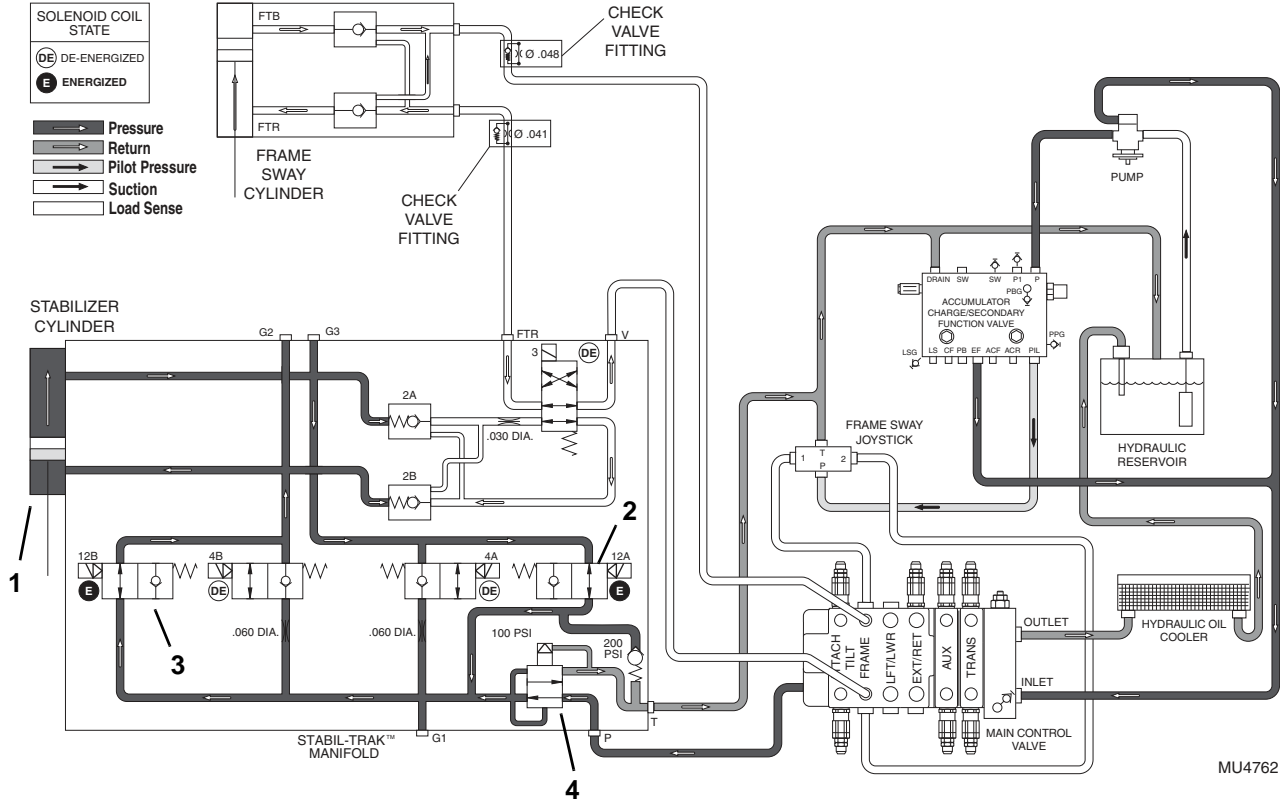 SOLENOID COIL
STATE
DE DE-ENERGIZED
E ENERGIZED
Pressure
Return
Pilot Pressure
Suction
Load Sense
FTB
FTR
FRAME
SWAY
CYLINDER
CHECK
VALVE
FITTING
Ø .048
Ø .041
CHECK
VALVE
FITTING
PUMP
DRAIN SW SW P1 P
PBG
ACCUMULATOR
CHARGE/SECONDARY
FUNCTION VALVE
LSG
PPG
LS CF PB EF ACF ACR PIL
HYDRAULIC
RESERVOIR
STABILIZER
CYLINDER
G2 G3
FTR V
3 DE
2A
.030 DIA.
2B
FRAME SWAY
JOYSTICK
1 T P 2
1
2
12B
E
4B
DE
4A
DE
12A
E
3
.060 DIA.
.060 DIA.
100 PSI
200
PSI
T
STABIL-TRAK™
MANIFOLD
G1
P
4
ATTACH
TILT
FRAME
LFT/LWR
EXT/RET
AUX
TRANS
OUTLET
INLET
HYDRAULIC OIL
COOLER
MAIN CONTROL
VALVE
MU4762